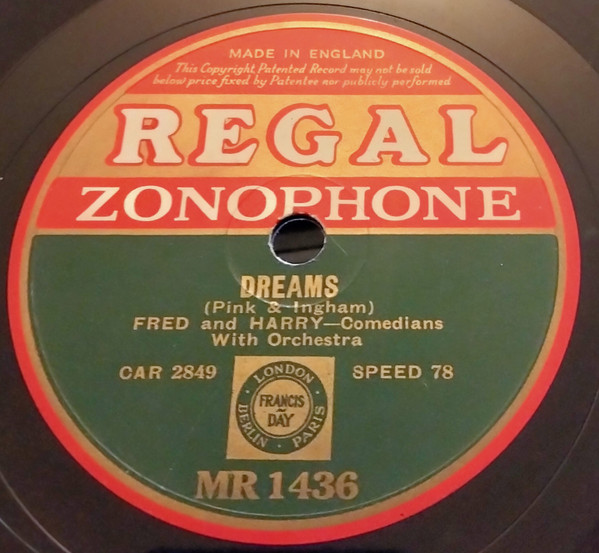 MADE IN ENGLAND
This Copyright Patented Record may not be sold
below price fixed by Patentee nor publicly performed
REGAL
ZONOPHONE
DREAMS
(Pink & Ingham)
FRED and HARRY—Comedians
With Orchestra
CAR 2849
SPEED 78
LONDON
FRANCIS
~
DAY
BERLIN · PARIS
MR 1436